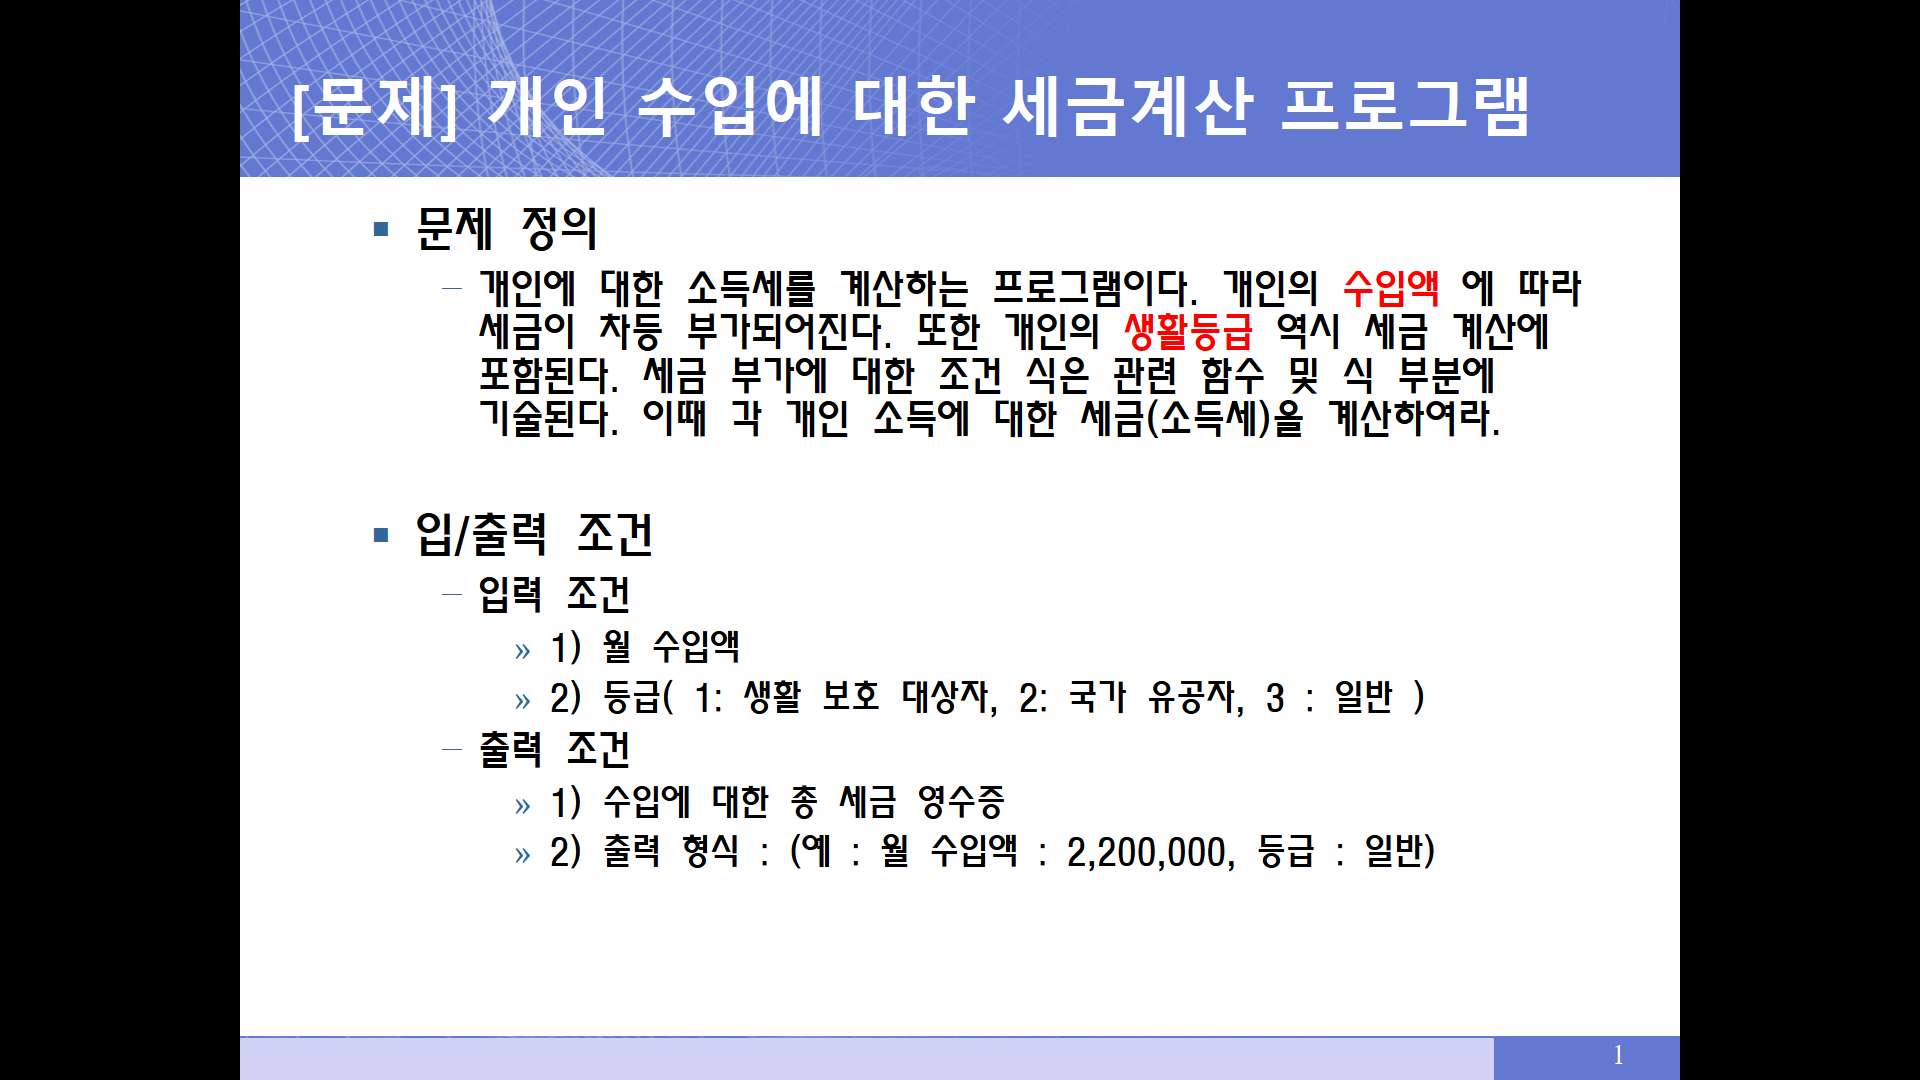 [문제] 개인 수입에 대한 세금계산 프로그램
▪ 문제 정의
– 개인에 대한 소득세를 계산하는 프로그램이다. 개인의 수입액 에 따라
세금이 차등 부가되어진다. 또한 개인의 생활등급 역시 세금 계산에
포함된다. 세금 부가에 대한 조건 식은 관련 함수 및 식 부분에
기술된다. 이때 각 개인 소득에 대한 세금(소득세)을 계산하여라.
▪ 입/출력 조건
– 입력 조건
» 1) 월 수입액
» 2) 등급( 1: 생활 보호 대상자, 2: 국가 유공자, 3 : 일반 )
– 출력 조건
» 1) 수입에 대한 총 세금 영수증
» 2) 출력 형식 : (예 : 월 수입액 : 2,200,000, 등급 : 일반)
1